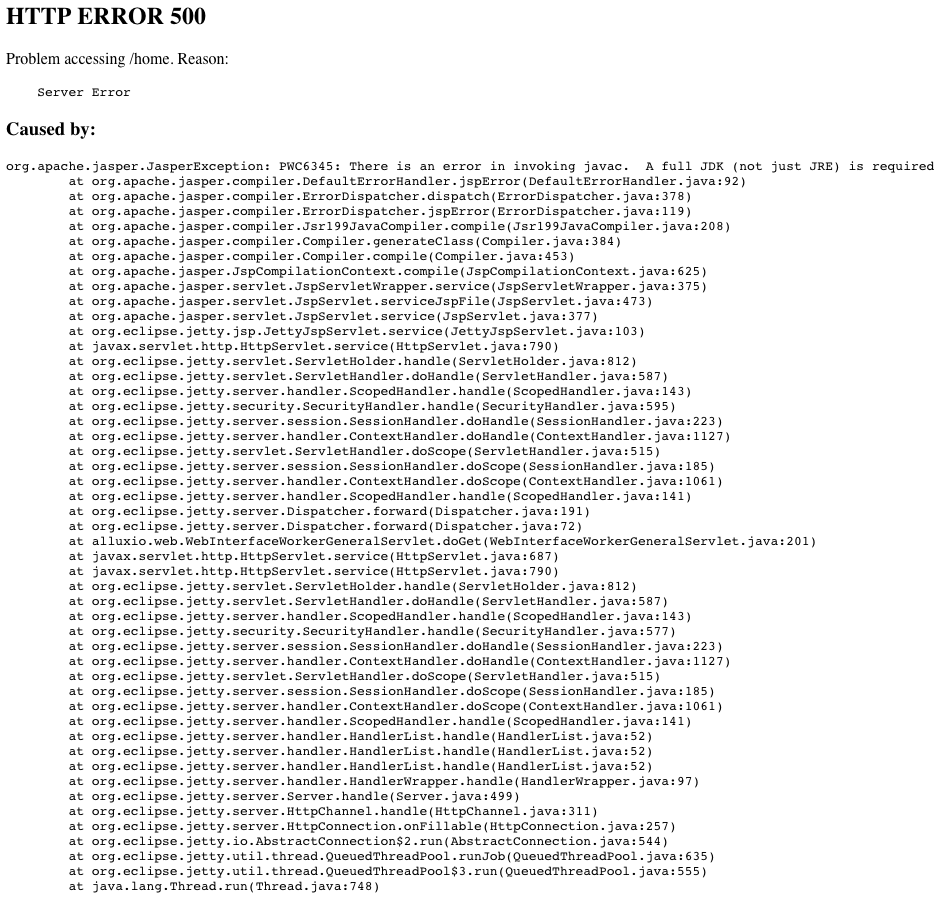 HTTP ERROR 500
Problem accessing /home. Reason:
Server Error
Caused by:
org.apache.jasper.JasperException: PWC6345: There is an error in invoking javac.  A full JDK (not just JRE) is required
at org.apache.jasper.compiler.DefaultErrorHandler.jspError(DefaultErrorHandler.java:92)
at org.apache.jasper.compiler.ErrorDispatcher.dispatch(ErrorDispatcher.java:378)
at org.apache.jasper.compiler.ErrorDispatcher.jspError(ErrorDispatcher.java:119)
at org.apache.jasper.compiler.Jsr199JavaCompiler.compile(Jsr199JavaCompiler.java:208)
at org.apache.jasper.compiler.Compiler.generateClass(Compiler.java:384)
at org.apache.jasper.compiler.Compiler.compile(Compiler.java:453)
at org.apache.jasper.JspCompilationContext.compile(JspCompilationContext.java:625)
at org.apache.jasper.servlet.JspServletWrapper.service(JspServletWrapper.java:375)
at org.apache.jasper.servlet.JspServlet.serviceJspFile(JspServlet.java:473)
at org.apache.jasper.servlet.JspServlet.service(JspServlet.java:377)
at org.eclipse.jetty.jsp.JettyJspServlet.service(JettyJspServlet.java:103)
at javax.servlet.http.HttpServlet.service(HttpServlet.java:790)
at org.eclipse.jetty.servlet.ServletHolder.handle(ServletHolder.java:812)
at org.eclipse.jetty.servlet.ServletHandler.doHandle(ServletHandler.java:587)
at org.eclipse.jetty.server.handler.ScopedHandler.handle(ScopedHandler.java:143)
at org.eclipse.jetty.security.SecurityHandler.handle(SecurityHandler.java:595)
at org.eclipse.jetty.server.session.SessionHandler.doHandle(SessionHandler.java:223)
at org.eclipse.jetty.server.handler.ContextHandler.doHandle(ContextHandler.java:1127)
at org.eclipse.jetty.servlet.ServletHandler.doScope(ServletHandler.java:515)
at org.eclipse.jetty.server.session.SessionHandler.doScope(SessionHandler.java:185)
at org.eclipse.jetty.server.handler.ContextHandler.doScope(ContextHandler.java:1061)
at org.eclipse.jetty.server.handler.ScopedHandler.handle(ScopedHandler.java:141)
at org.eclipse.jetty.server.Dispatcher.forward(Dispatcher.java:191)
at org.eclipse.jetty.server.Dispatcher.forward(Dispatcher.java:72)
at alluxio.web.WebInterfaceWorkerGeneralServlet.doGet(WebInterfaceWorkerGeneralServlet.java:201)
at javax.servlet.http.HttpServlet.service(HttpServlet.java:687)
at javax.servlet.http.HttpServlet.service(HttpServlet.java:790)
at org.eclipse.jetty.servlet.ServletHolder.handle(ServletHolder.java:812)
at org.eclipse.jetty.servlet.ServletHandler.doHandle(ServletHandler.java:587)
at org.eclipse.jetty.server.handler.ScopedHandler.handle(ScopedHandler.java:143)
at org.eclipse.jetty.security.SecurityHandler.handle(SecurityHandler.java:577)
at org.eclipse.jetty.server.session.SessionHandler.doHandle(SessionHandler.java:223)
at org.eclipse.jetty.server.handler.ContextHandler.doHandle(ContextHandler.java:1127)
at org.eclipse.jetty.servlet.ServletHandler.doScope(ServletHandler.java:515)
at org.eclipse.jetty.server.session.SessionHandler.doScope(SessionHandler.java:185)
at org.eclipse.jetty.server.handler.ContextHandler.doScope(ContextHandler.java:1061)
at org.eclipse.jetty.server.handler.ScopedHandler.handle(ScopedHandler.java:141)
at org.eclipse.jetty.server.handler.HandlerList.handle(HandlerList.java:52)
at org.eclipse.jetty.server.handler.HandlerList.handle(HandlerList.java:52)
at org.eclipse.jetty.server.handler.HandlerList.handle(HandlerList.java:52)
at org.eclipse.jetty.server.handler.HandlerWrapper.handle(HandlerWrapper.java:97)
at org.eclipse.jetty.server.Server.handle(Server.java:499)
at org.eclipse.jetty.server.HttpChannel.handle(HttpChannel.java:311)
at org.eclipse.jetty.server.HttpConnection.onFillable(HttpConnection.java:257)
at org.eclipse.jetty.io.AbstractConnection$2.run(AbstractConnection.java:544)
at org.eclipse.jetty.util.thread.QueuedThreadPool.runJob(QueuedThreadPool.java:635)
at org.eclipse.jetty.util.thread.QueuedThreadPool$3.run(QueuedThreadPool.java:555)
at java.lang.Thread.run(Thread.java:748)